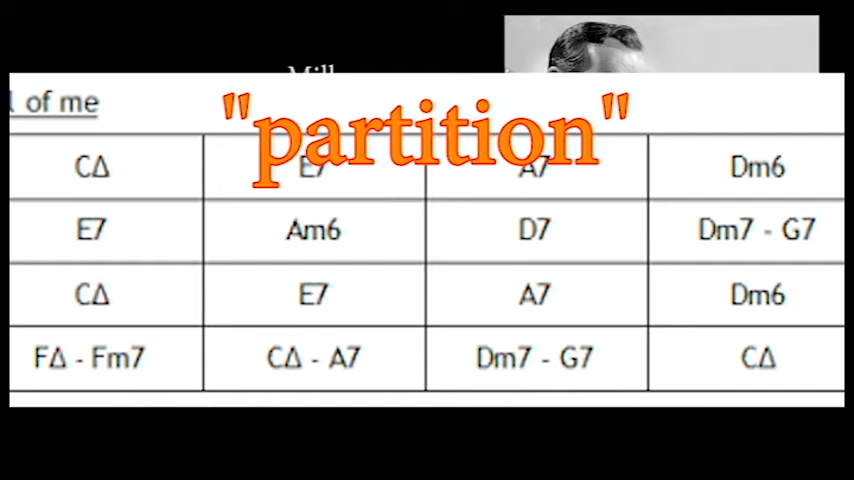 of me
"partition"
CΔ E7 A7 Dm6
E7 Am6 D7 Dm7 - G7
CΔ E7 A7 Dm6
FΔ - Fm7 CΔ - A7 Dm7 - G7 CΔ